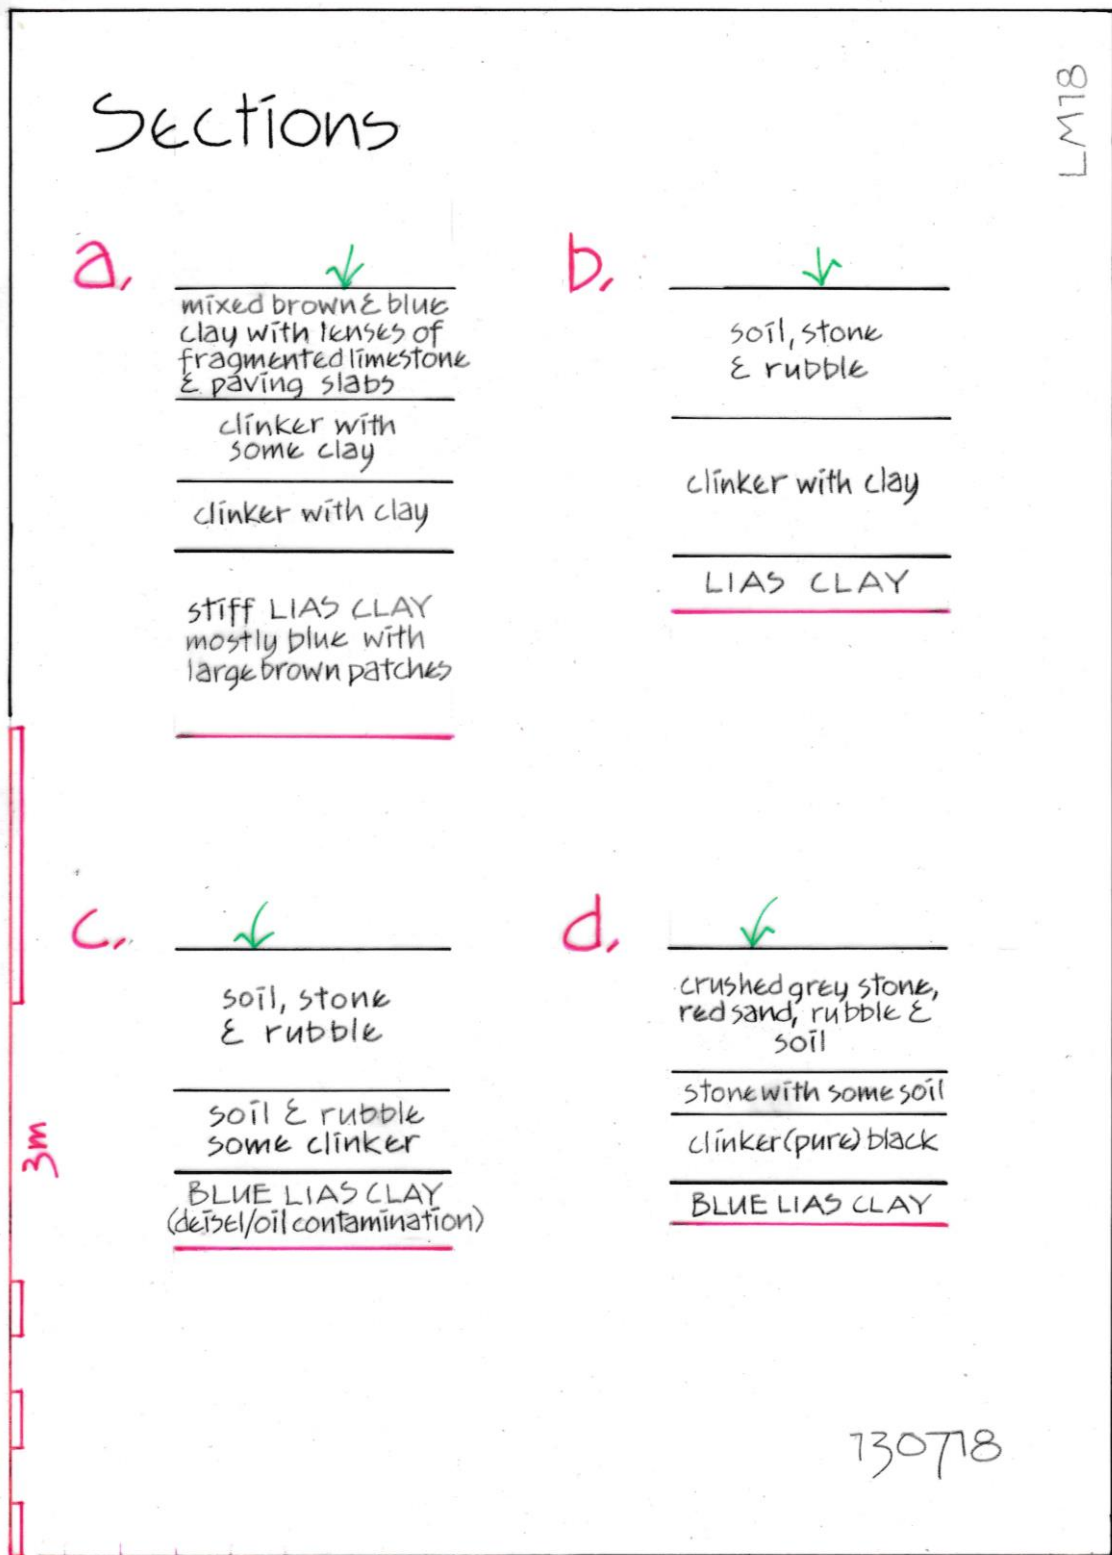 Sections
LM18
a.
mixed brown & blue
clay with lenses of
fragmented limestone
& paving slabs
clinker with
some clay
clinker with clay
stiff LIAS CLAY
mostly blue with
large brown patches
b.
soil, stone
& rubble
clinker with clay
LIAS CLAY
c.
soil, stone
& rubble
soil & rubble
some clinker
BLUE LIAS CLAY
(deisel/oil contamination)
d.
crushed grey stone,
red sand, rubble &
soil
stone with some soil
clinker (pure) black
BLUE LIAS CLAY
3m
130718